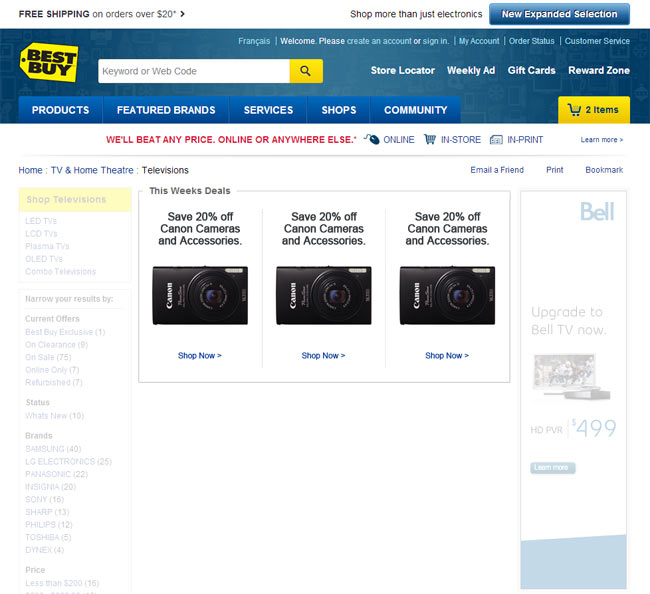 FREE SHIPPING on orders over $20* >
Shop more than just electronics
New Expanded Selection
BEST BUY
Français | Welcome. Please create an account or sign in. | My Account | Order Status | Customer Service
Keyword or Web Code
Store Locator Weekly Ad Gift Cards Reward Zone
PRODUCTS FEATURED BRANDS SERVICES SHOPS COMMUNITY
2 Items
WE'LL BEAT ANY PRICE. ONLINE OR ANYWHERE ELSE.* ONLINE IN-STORE IN-PRINT Learn more >
Home : TV & Home Theatre : Televisions
Email a Friend Print Bookmark
Shop Televisions
LED TVs
LCD TVs
Plasma TVs
OLED TVs
Combo Televisions
Narrow your results by:
Current Offers
Best Buy Exclusive (1)
On Clearance (9)
On Sale (75)
Online Only (7)
Refurbished (7)
Status
Whats New (10)
Brands
SAMSUNG (40)
LG ELECTRONICS (25)
PANASONIC (22)
INSIGNIA (20)
SONY (16)
SHARP (13)
PHILIPS (12)
TOSHIBA (5)
DYNEX (4)
Price
Less than $200 (16)
This Weeks Deals
Save 20% off
Canon Cameras
and Accessories.
Canon
Shop Now >
Save 20% off
Canon Cameras
and Accessories.
Canon
Shop Now >
Save 20% off
Canon Cameras
and Accessories.
Canon
Shop Now >
Bell
Upgrade to
Bell TV now.
HD PVR $499
Learn more